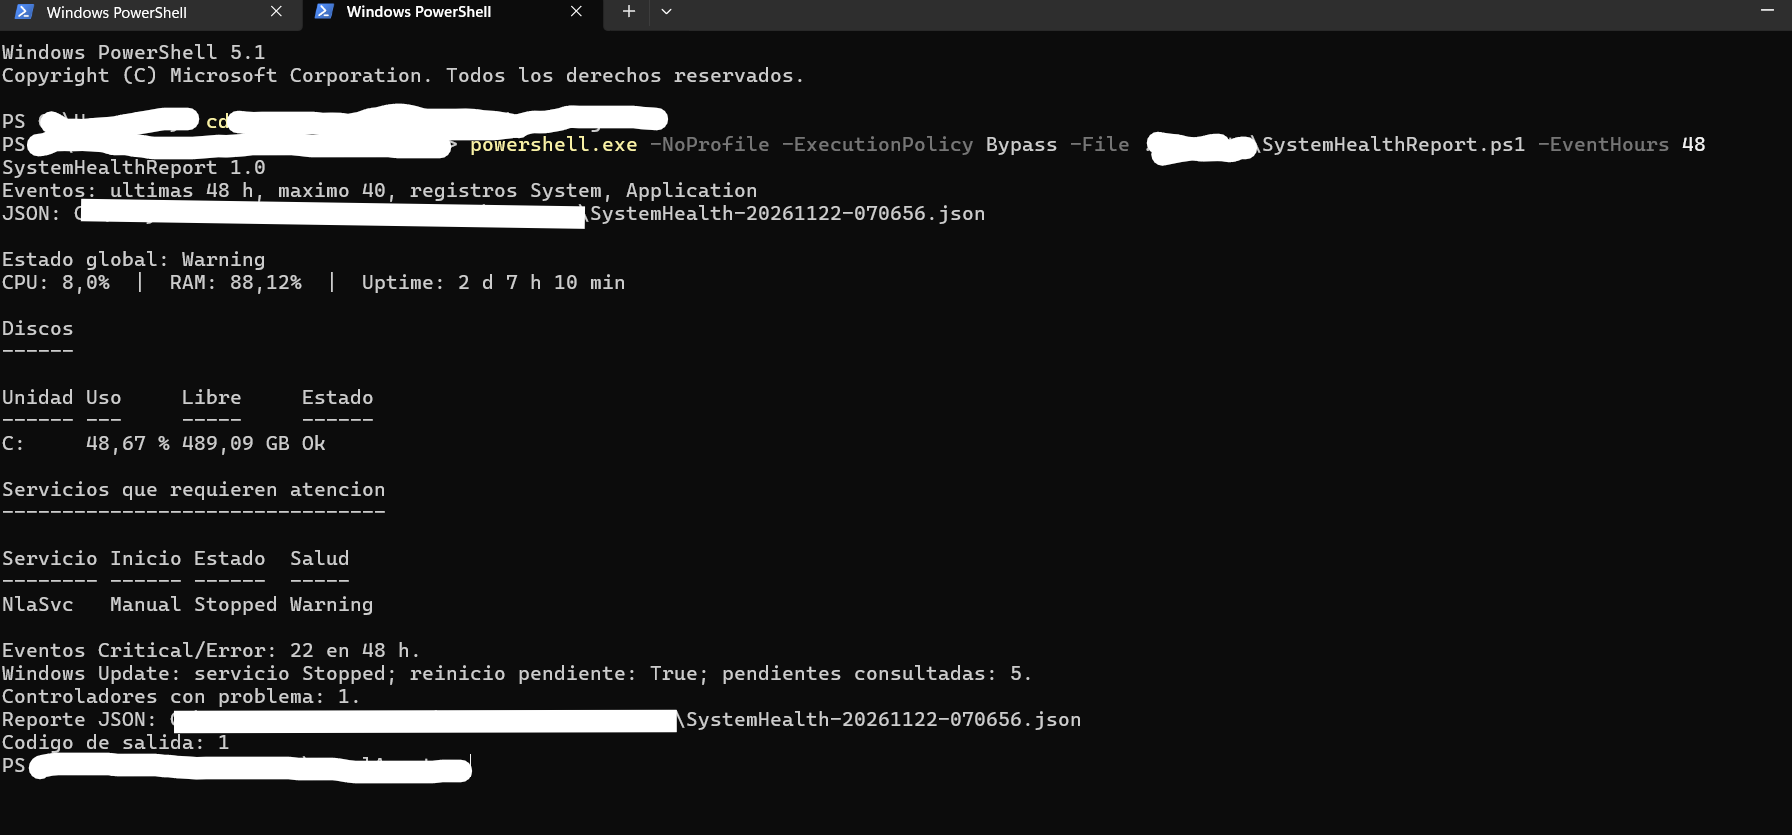 Windows PowerShell
Windows PowerShell
Windows PowerShell 5.1
Copyright (C) Microsoft Corporation. Todos los derechos reservados.
PS cd
PS > powershell.exe -NoProfile -ExecutionPolicy Bypass -File \SystemHealthReport.ps1 -EventHours 48
SystemHealthReport 1.0
Eventos: ultimas 48 h, maximo 40, registros System, Application
JSON: \SystemHealth-20261122-070656.json
Estado global: Warning
CPU: 8,0% | RAM: 88,12% | Uptime: 2 d 7 h 10 min
Discos
------
Unidad Uso Libre Estado
------ --- ----- ------
C: 48,67 % 489,09 GB Ok
Servicios que requieren atencion
--------------------------------
Servicio Inicio Estado Salud
-------- ------ ------ -----
NlaSvc Manual Stopped Warning
Eventos Critical/Error: 22 en 48 h.
Windows Update: servicio Stopped; reinicio pendiente: True; pendientes consultadas: 5.
Controladores con problema: 1.
Reporte JSON: \SystemHealth-20261122-070656.json
Codigo de salida: 1
PS